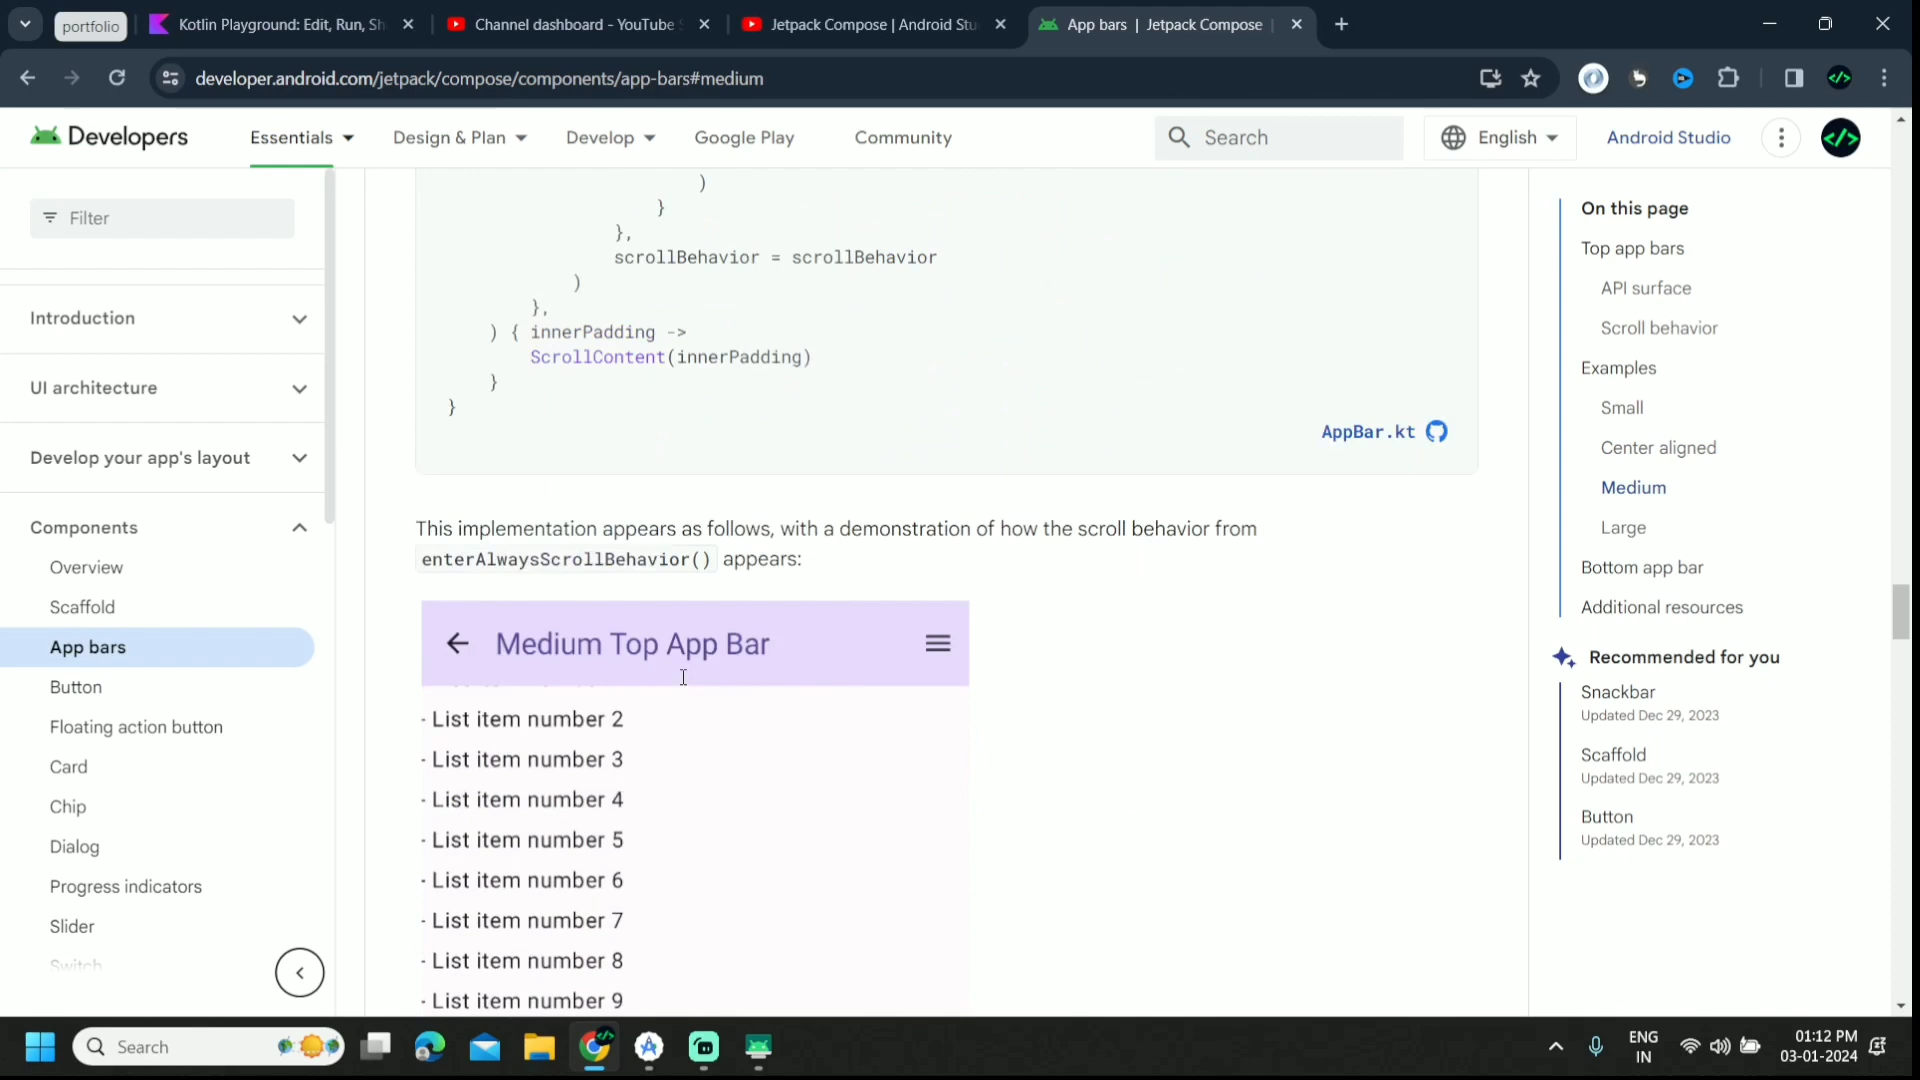 portfolio
Kotlin Playground: Edit, Run, Sh
Channel dashboard - YouTube S
Jetpack Compose | Android Stu
App bars | Jetpack Compose |
developer.android.com/jetpack/compose/components/app-bars#medium
Developers
Essentials
Design & Plan
Develop
Google Play
Community
Search
English
Android Studio
Filter
Introduction
UI architecture
Develop your app's layout
Components
Overview
Scaffold
App bars
Button
Floating action button
Card
Chip
Dialog
Progress indicators
Slider
Switch
)
}
},
scrollBehavior = scrollBehavior
)
},
) { innerPadding ->
ScrollContent(innerPadding)
}
}
AppBar.kt
This implementation appears as follows, with a demonstration of how the scroll behavior from
enterAlwaysScrollBehavior() appears:
Medium Top App Bar
- List item number 2
- List item number 3
- List item number 4
- List item number 5
- List item number 6
- List item number 7
- List item number 8
- List item number 9
On this page
Top app bars
API surface
Scroll behavior
Examples
Small
Center aligned
Medium
Large
Bottom app bar
Additional resources
Recommended for you
Snackbar
Updated Dec 29, 2023
Scaffold
Updated Dec 29, 2023
Button
Updated Dec 29, 2023
Search
ENG
IN
01:12 PM
03-01-2024